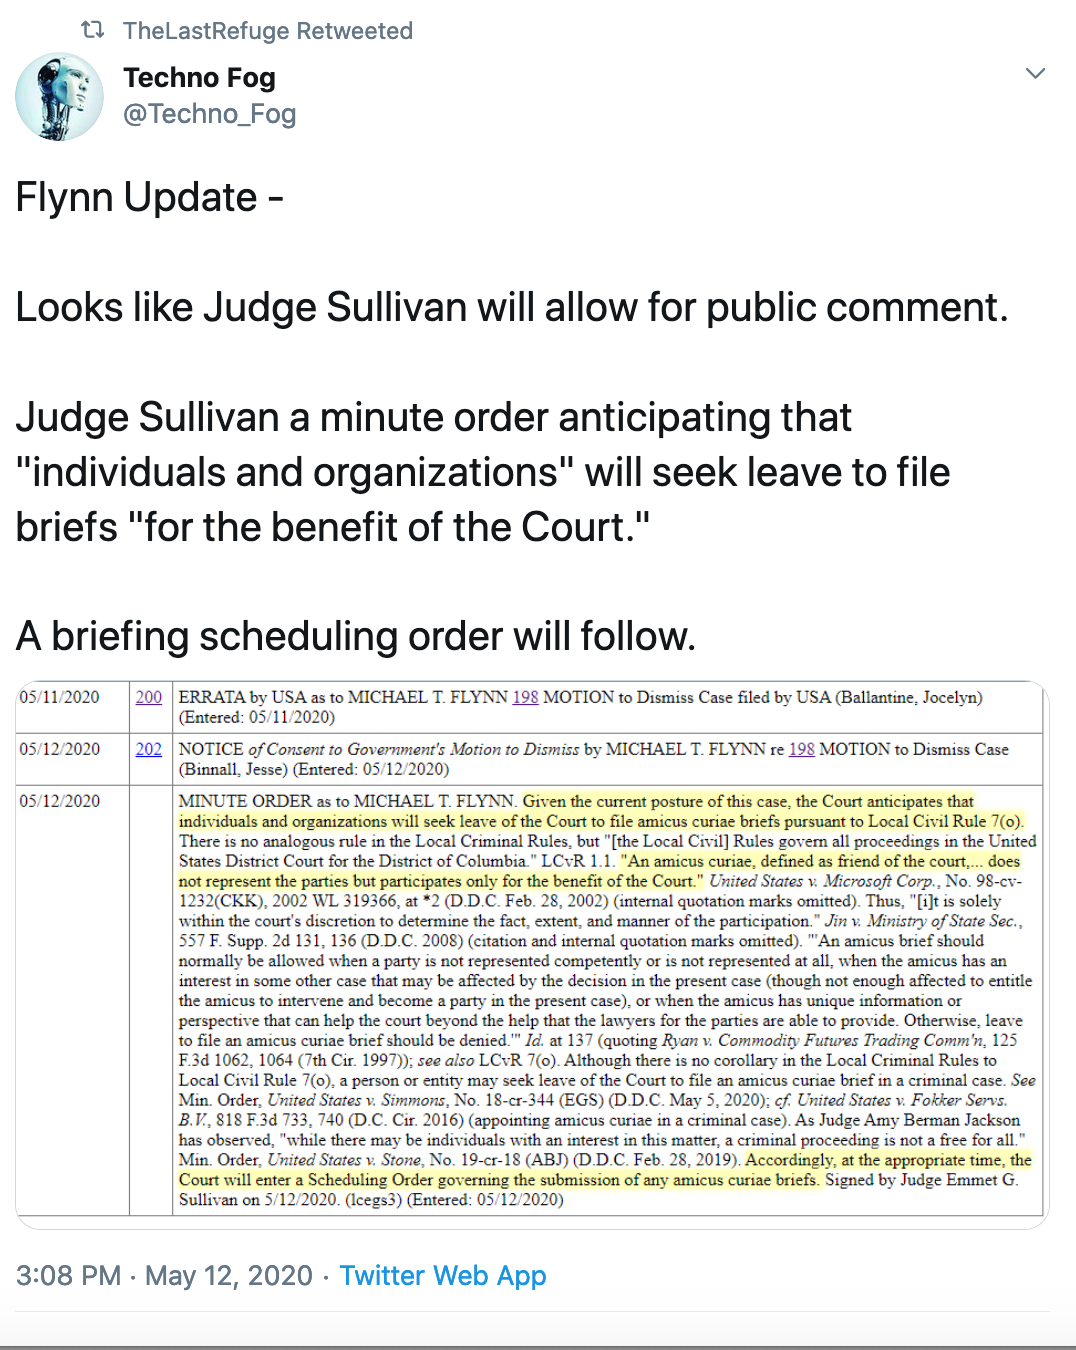 TheLastRefuge Retweeted
Techno Fog
@Techno_Fog
Flynn Update -
Looks like Judge Sullivan will allow for public comment.
Judge Sullivan a minute order anticipating that
"individuals and organizations" will seek leave to file
briefs "for the benefit of the Court."
A briefing scheduling order will follow.
05/11/2020 200 ERRATA by USA as to MICHAEL T. FLYNN 198 MOTION to Dismiss Case filed by USA (Ballantine, Jocelyn)
(Entered: 05/11/2020)
05/12/2020 202 NOTICE of Consent to Government's Motion to Dismiss by MICHAEL T. FLYNN re 198 MOTION to Dismiss Case
(Binnall, Jesse) (Entered: 05/12/2020)
05/12/2020 MINUTE ORDER as to MICHAEL T. FLYNN. Given the current posture of this case, the Court anticipates that
individuals and organizations will seek leave of the Court to file amicus curiae briefs pursuant to Local Civil Rule 7(o).
There is no analogous rule in the Local Criminal Rules, but "[the Local Civil] Rules govern all proceedings in the United
States District Court for the District of Columbia." LCvR 1.1. "An amicus curiae, defined as friend of the court,... does
not represent the parties but participates only for the benefit of the Court." United States v. Microsoft Corp., No. 98-cv-
1232(CKK), 2002 WL 319366, at *2 (D.D.C. Feb. 28, 2002) (internal quotation marks omitted). Thus, "[i]t is solely
within the court's discretion to determine the fact, extent, and manner of the participation." Jin v. Ministry of State Sec.,
557 F. Supp. 2d 131, 136 (D.D.C. 2008) (citation and internal quotation marks omitted). "'An amicus brief should
normally be allowed when a party is not represented competently or is not represented at all, when the amicus has an
interest in some other case that may be affected by the decision in the present case (though not enough affected to entitle
the amicus to intervene and become a party in the present case), or when the amicus has unique information or
perspective that can help the court beyond the help that the lawyers for the parties are able to provide. Otherwise, leave
to file an amicus curiae brief should be denied.'" Id. at 137 (quoting Ryan v. Commodity Futures Trading Comm'n, 125
F.3d 1062, 1064 (7th Cir. 1997)); see also LCvR 7(o). Although there is no corollary in the Local Criminal Rules to
Local Civil Rule 7(o), a person or entity may seek leave of the Court to file an amicus curiae brief in a criminal case. See
Min. Order, United States v. Simmons, No. 18-cr-344 (EGS) (D.D.C. May 5, 2020); cf. United States v. Fokker Servs.
B.V., 818 F.3d 733, 740 (D.C. Cir. 2016) (appointing amicus curiae in a criminal case). As Judge Amy Berman Jackson
has observed, "while there may be individuals with an interest in this matter, a criminal proceeding is not a free for all."
Min. Order, United States v. Stone, No. 19-cr-18 (ABJ) (D.D.C. Feb. 28, 2019). Accordingly, at the appropriate time, the
Court will enter a Scheduling Order governing the submission of any amicus curiae briefs. Signed by Judge Emmet G.
Sullivan on 5/12/2020. (lcegs3) (Entered: 05/12/2020)
3:08 PM · May 12, 2020 · Twitter Web App